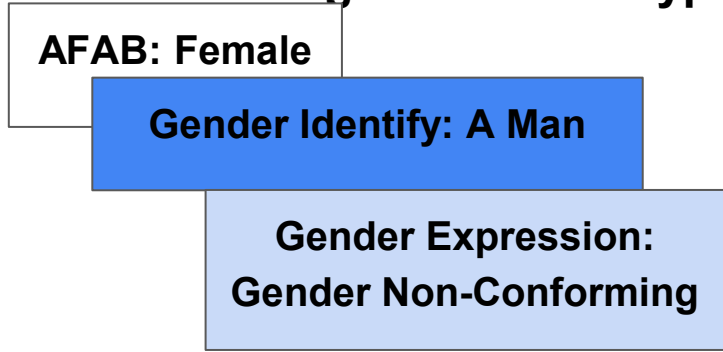 AFAB: Female
Gender Identify: A Man
Gender Expression:
Gender Non-Conforming